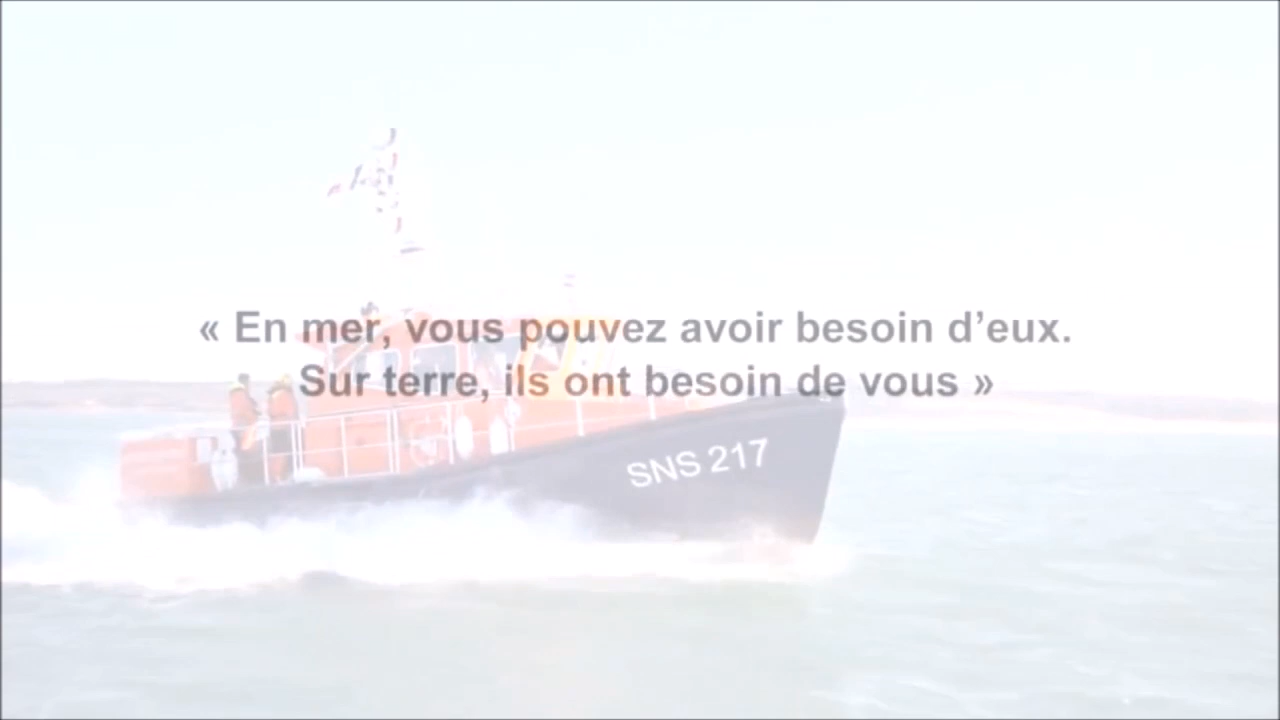 « En mer, vous pouvez avoir besoin d’eux.
Sur terre, ils ont besoin de vous »
SNS 217